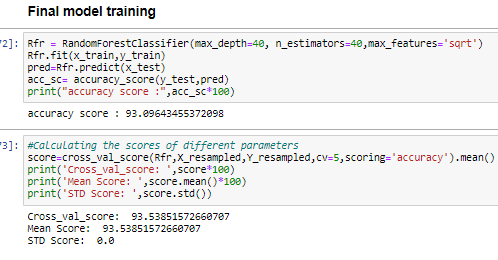 Final model training
72]:
Rfr = RandomForestClassifier(max_depth=40, n_estimators=40,max_features='sqrt')
Rfr.fit(x_train,y_train)
pred=Rfr.predict(x_test)
acc_sc= accuracy_score(y_test,pred)
print("accuracy score :",acc_sc*100)
accuracy score : 93.09643455372098
73]:
#Calculating the scores of different parameters
score=cross_val_score(Rfr,X_resampled,Y_resampled,cv=5,scoring='accuracy').mean()
print('Cross_val_score: ',score*100)
print('Mean Score: ',score.mean()*100)
print('STD Score: ',score.std())
Cross_val_score:  93.53851572660707
Mean Score:  93.53851572660707
STD Score:  0.0